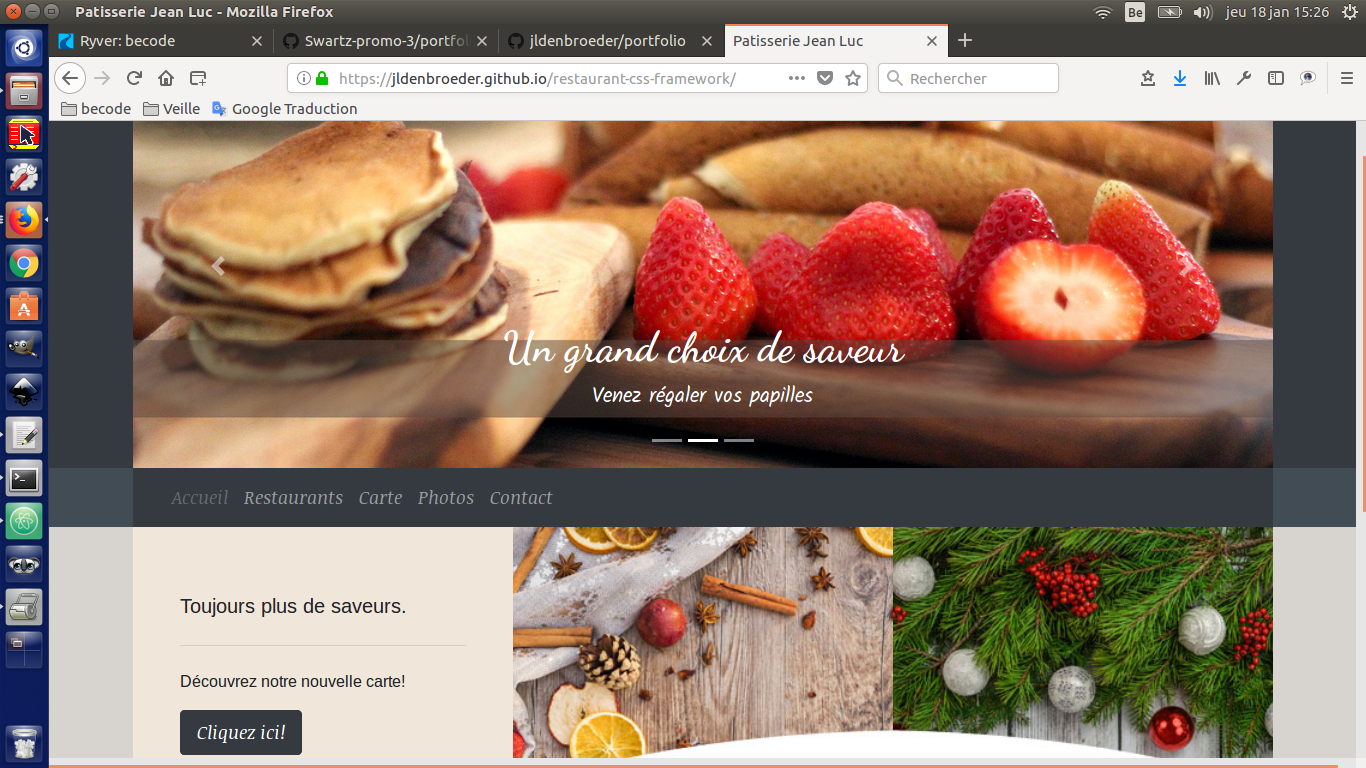 Patisserie Jean Luc - Mozilla Firefox
Be
jeu 18 jan 15:26
Ryver: becode
Swartz-promo-3/portfol
jldenbroeder/portfolio
Patisserie Jean Luc
https://jldenbroeder.github.io/restaurant-css-framework/
Rechercher
becode
Veille
Google Traduction
Un grand choix de saveur
Venez régaler vos papilles
Accueil
Restaurants
Carte
Photos
Contact
Toujours plus de saveurs.
Découvrez notre nouvelle carte!
Cliquez ici!